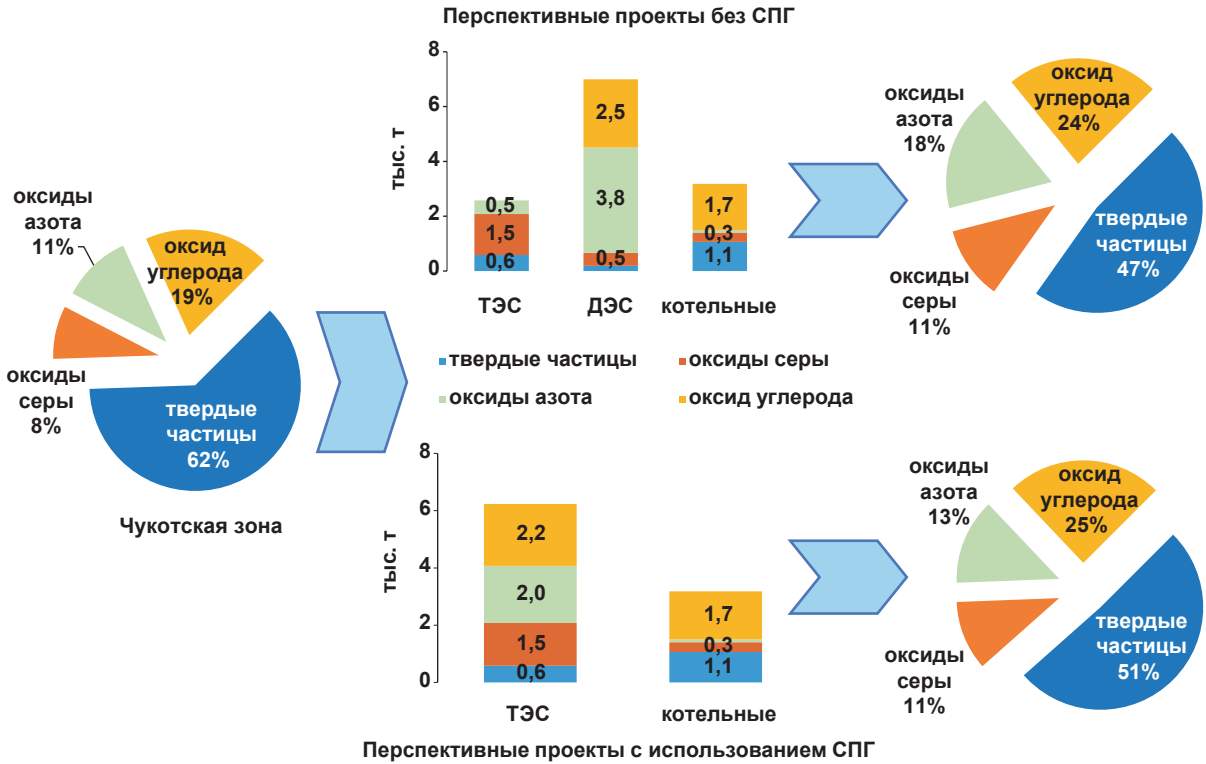 Перспективные проекты без СПГ
оксиды
азота
11%
оксид
углерода
19%
оксиды
серы
8%
твердые
частицы
62%
Чукотская зона
тыс. т
8
6
4
2
0
0,5
1,5
0,6
2,5
3,8
0,5
1,7
0,3
1,1
ТЭС
ДЭС
котельные
оксиды
азота
18%
оксид
углерода
24%
оксиды
серы
11%
твердые
частицы
47%
твердые частицы
оксиды серы
оксиды азота
оксид углерода
тыс. т
8
6
4
2
0
2,2
2,0
1,5
0,6
1,7
0,3
1,1
ТЭС
котельные
оксиды
азота
13%
оксид
углерода
25%
оксиды
серы
11%
твердые
частицы
51%
Перспективные проекты с использованием СПГ